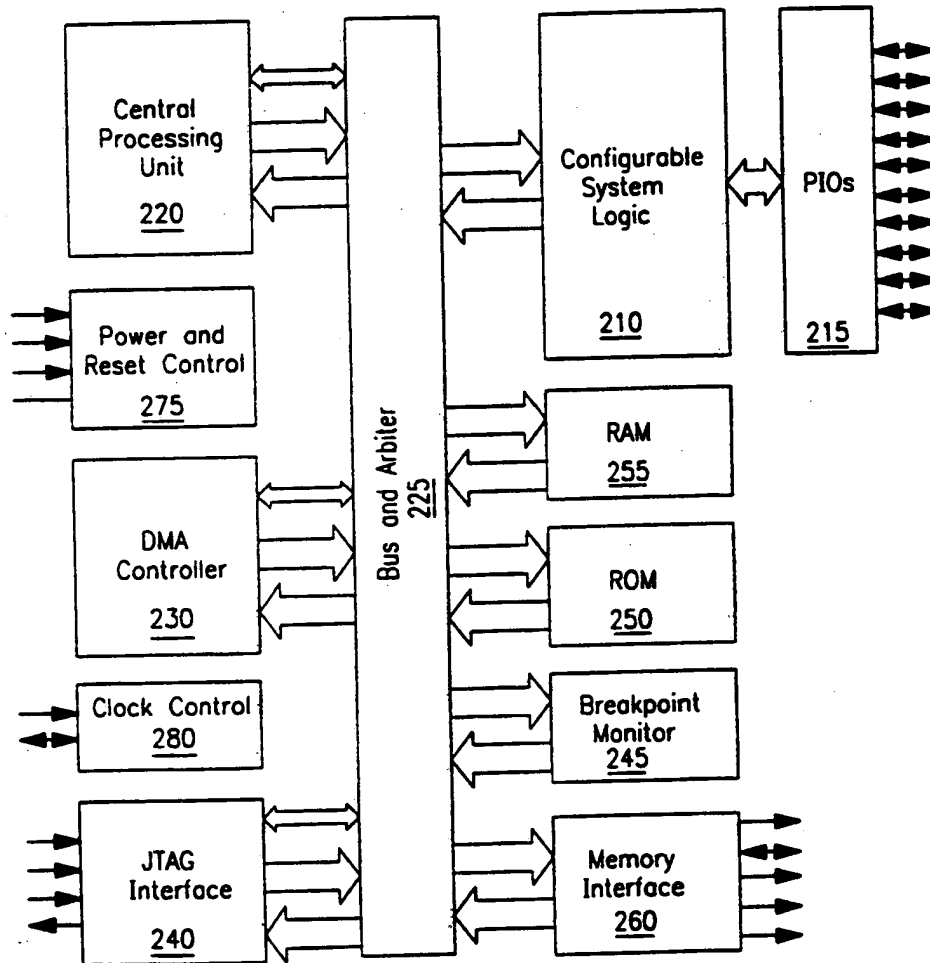 Central
Processing
Unit
220
Power and
Reset Control
275
DMA
Controller
230
Clock Control
280
JTAG
Interface
240
Bus and Arbiter
225
Configurable
System
Logic
210
PIOs
215
RAM
255
ROM
250
Breakpoint
Monitor
245
Memory
Interface
260